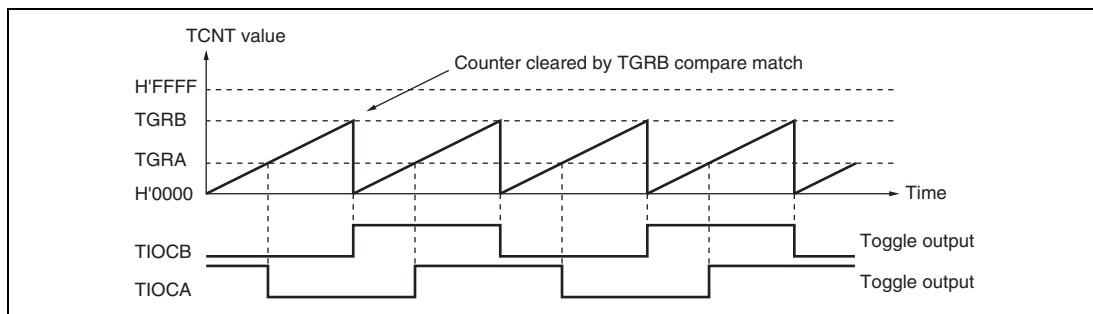 TCNT value
Counter cleared by TGRB compare match
H'FFFF
TGRB
TGRA
H'0000
Time
TIOCB
Toggle output
TIOCA
Toggle output